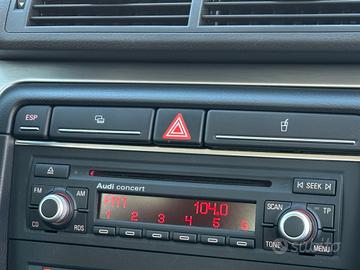 ESP
Audi concert
SEEK
FM AM
SCAN TP
FM1 104.0
1 2 3 4 5 6
CD RDS
TONE MENU
Subito